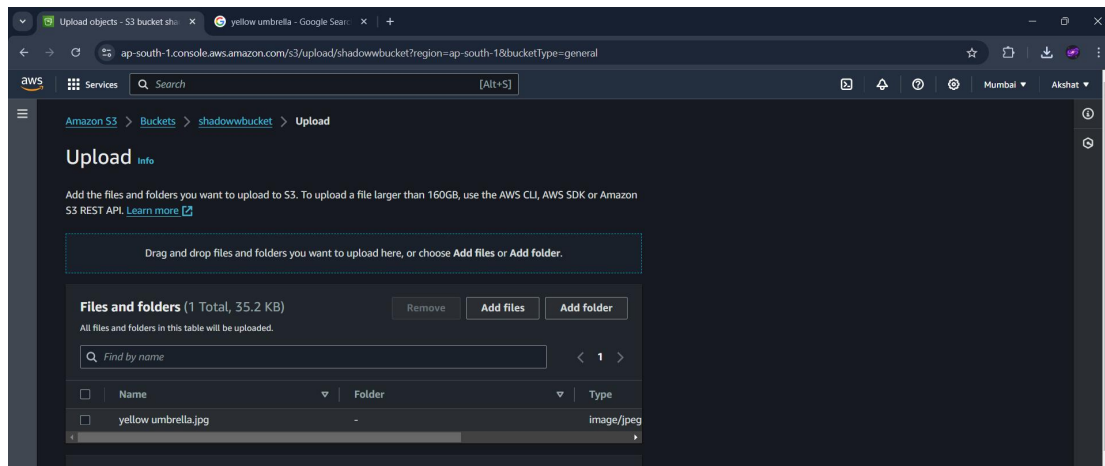 Upload objects - S3 bucket sha
yellow umbrella - Google Searc
ap-south-1.console.aws.amazon.com/s3/upload/shadowwbucket?region=ap-south-1&bucketType=general
aws Services Search [Alt+S] Mumbai Akshat
Amazon S3 > Buckets > shadowwbucket > Upload
Upload Info
Add the files and folders you want to upload to S3. To upload a file larger than 160GB, use the AWS CLI, AWS SDK or Amazon
S3 REST API. Learn more
Drag and drop files and folders you want to upload here, or choose Add files or Add folder.
Files and folders (1 Total, 35.2 KB) Remove Add files Add folder
All files and folders in this table will be uploaded.
Find by name < 1 >
Name Folder Type
yellow umbrella.jpg - image/jpeg